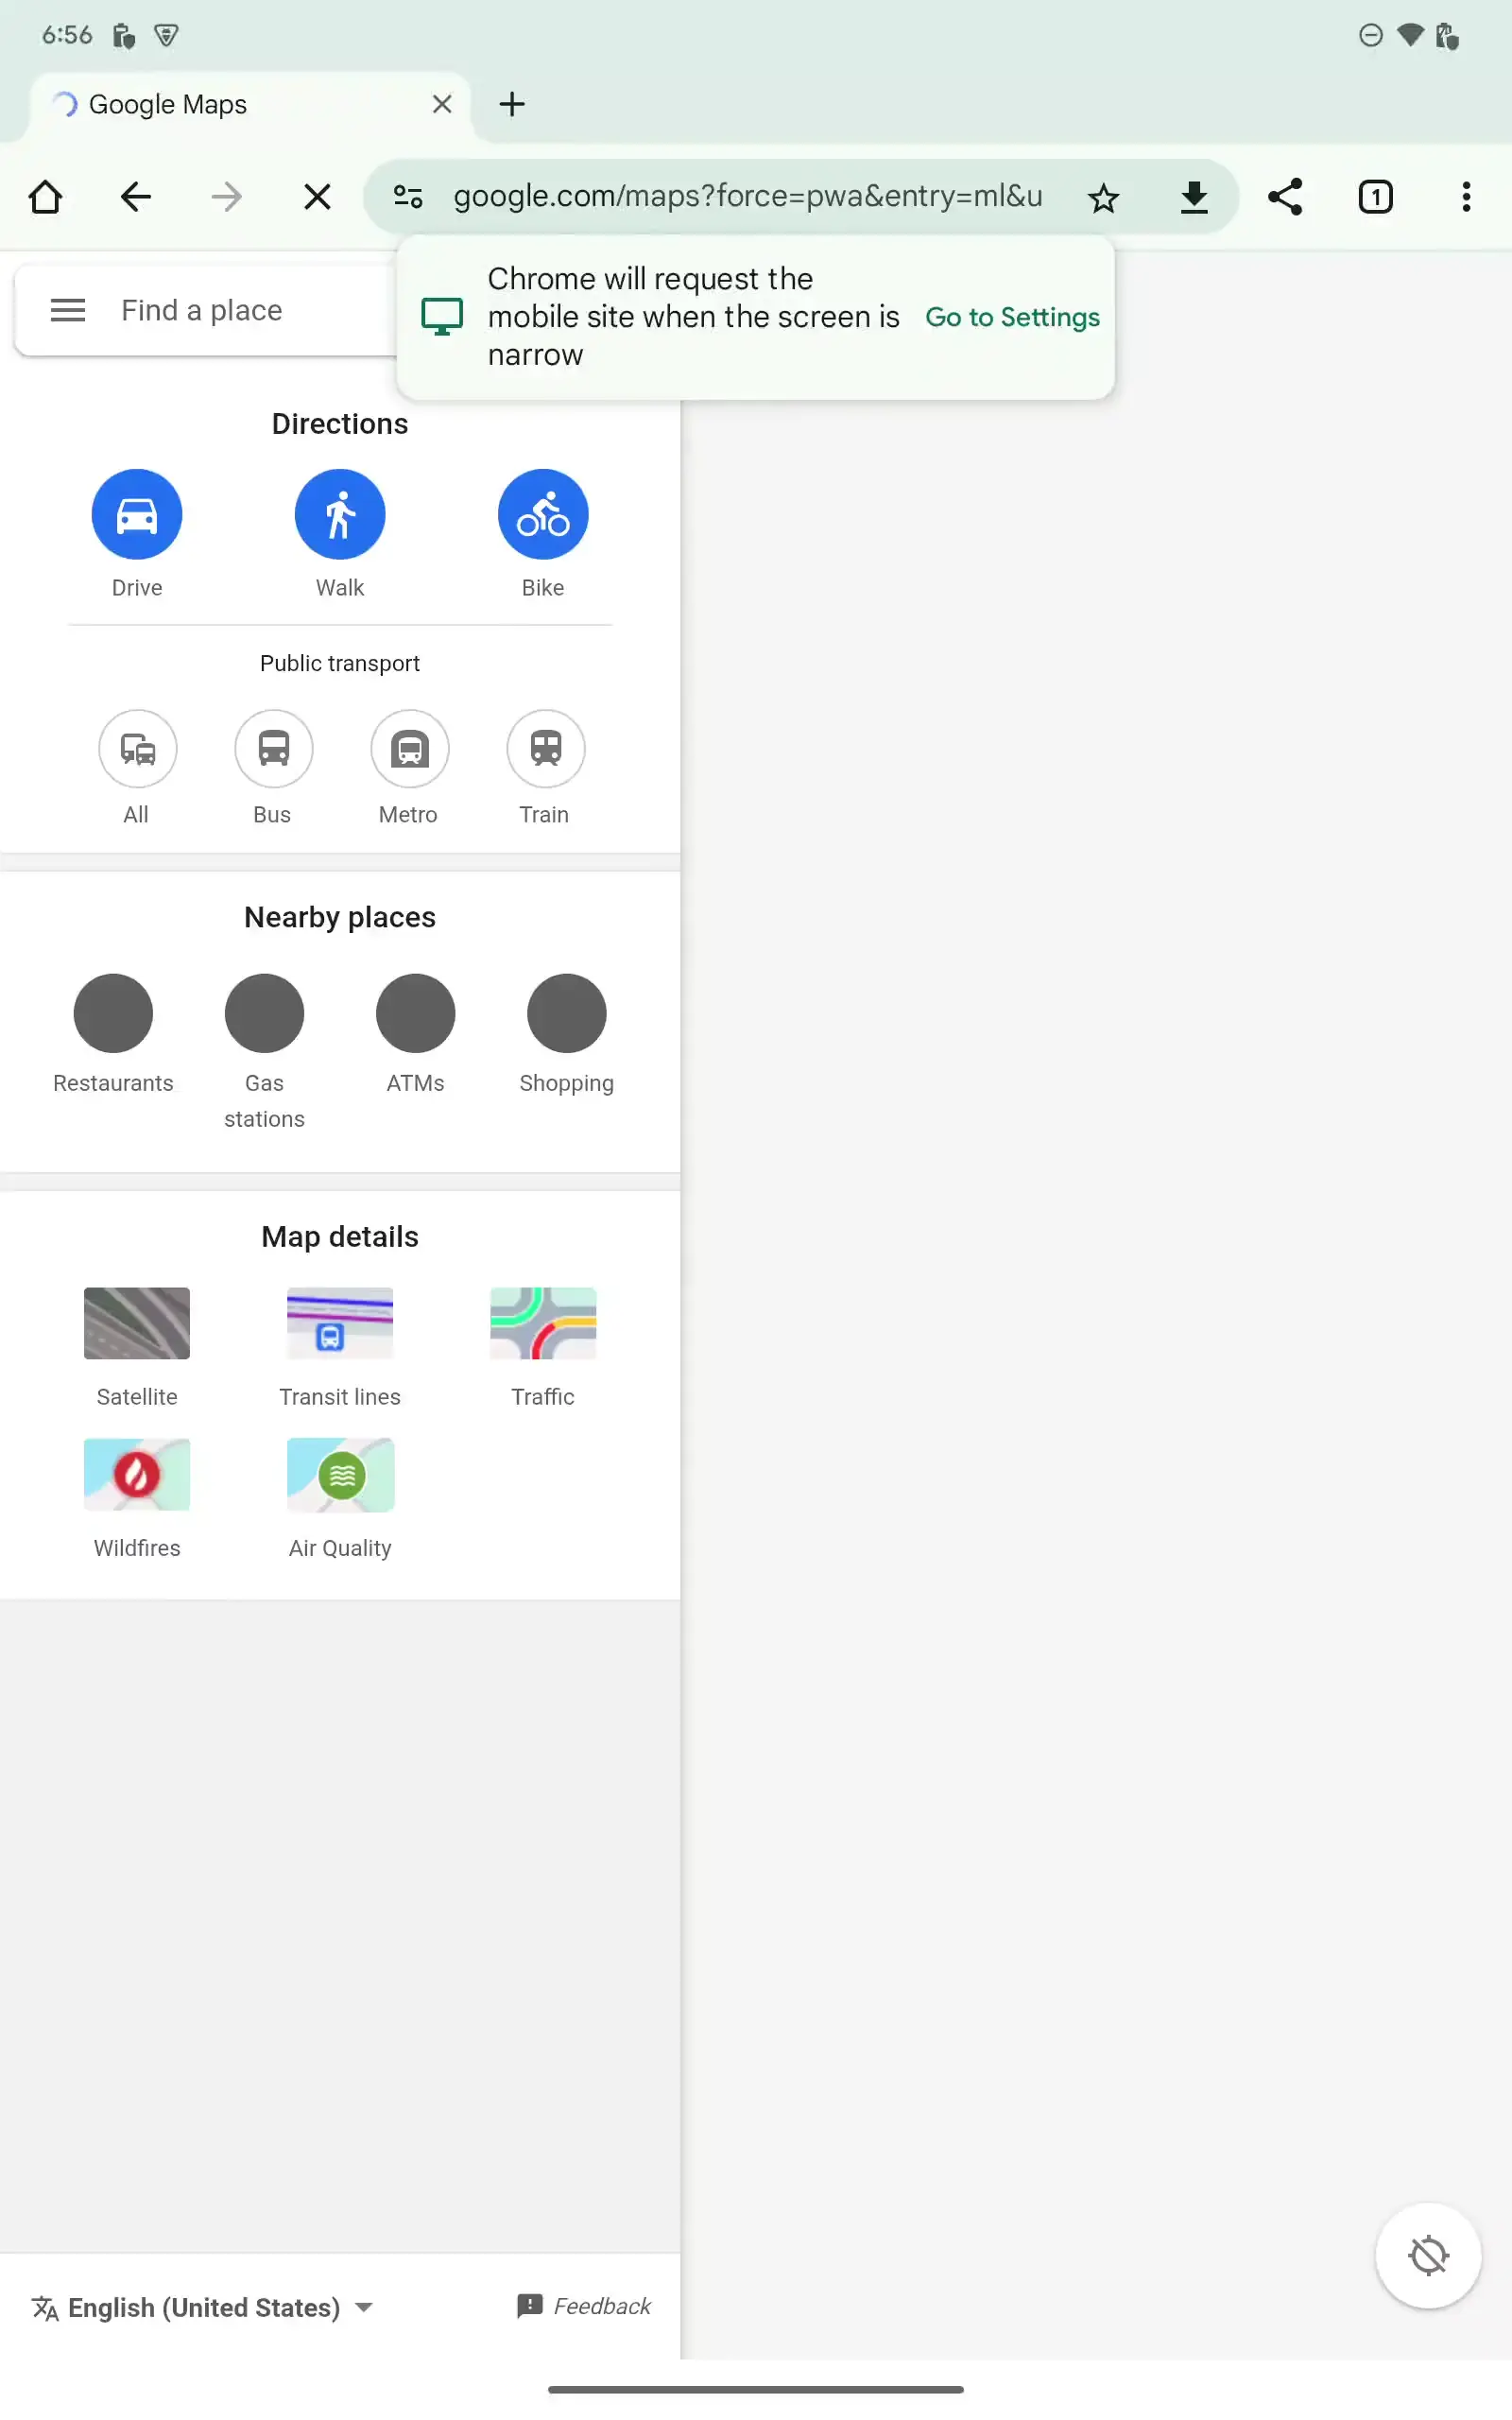 6:56
Google Maps
google.com/maps?force=pwa&entry=ml&u
1
Chrome will request the
mobile site when the screen is
narrow
Go to Settings
Find a place
Directions
Drive
Walk
Bike
Public transport
All
Bus
Metro
Train
Nearby places
Restaurants
Gas
stations
ATMs
Shopping
Map details
Satellite
Transit lines
Traffic
Wildfires
Air Quality
English (United States)
Feedback